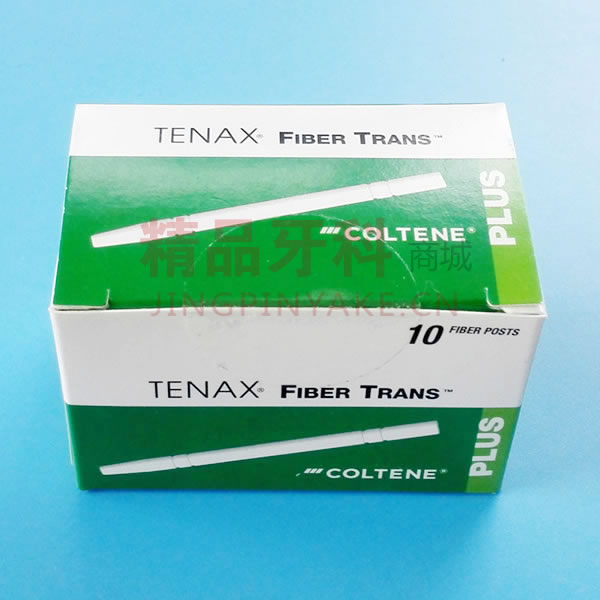 TENAX® FIBER TRANS™
COLTENE®
PLUS
精品牙科商城
JINGPINYAKE.CN
10 FIBER POSTS
TENAX® FIBER TRANS™
COLTENE®
PLUS